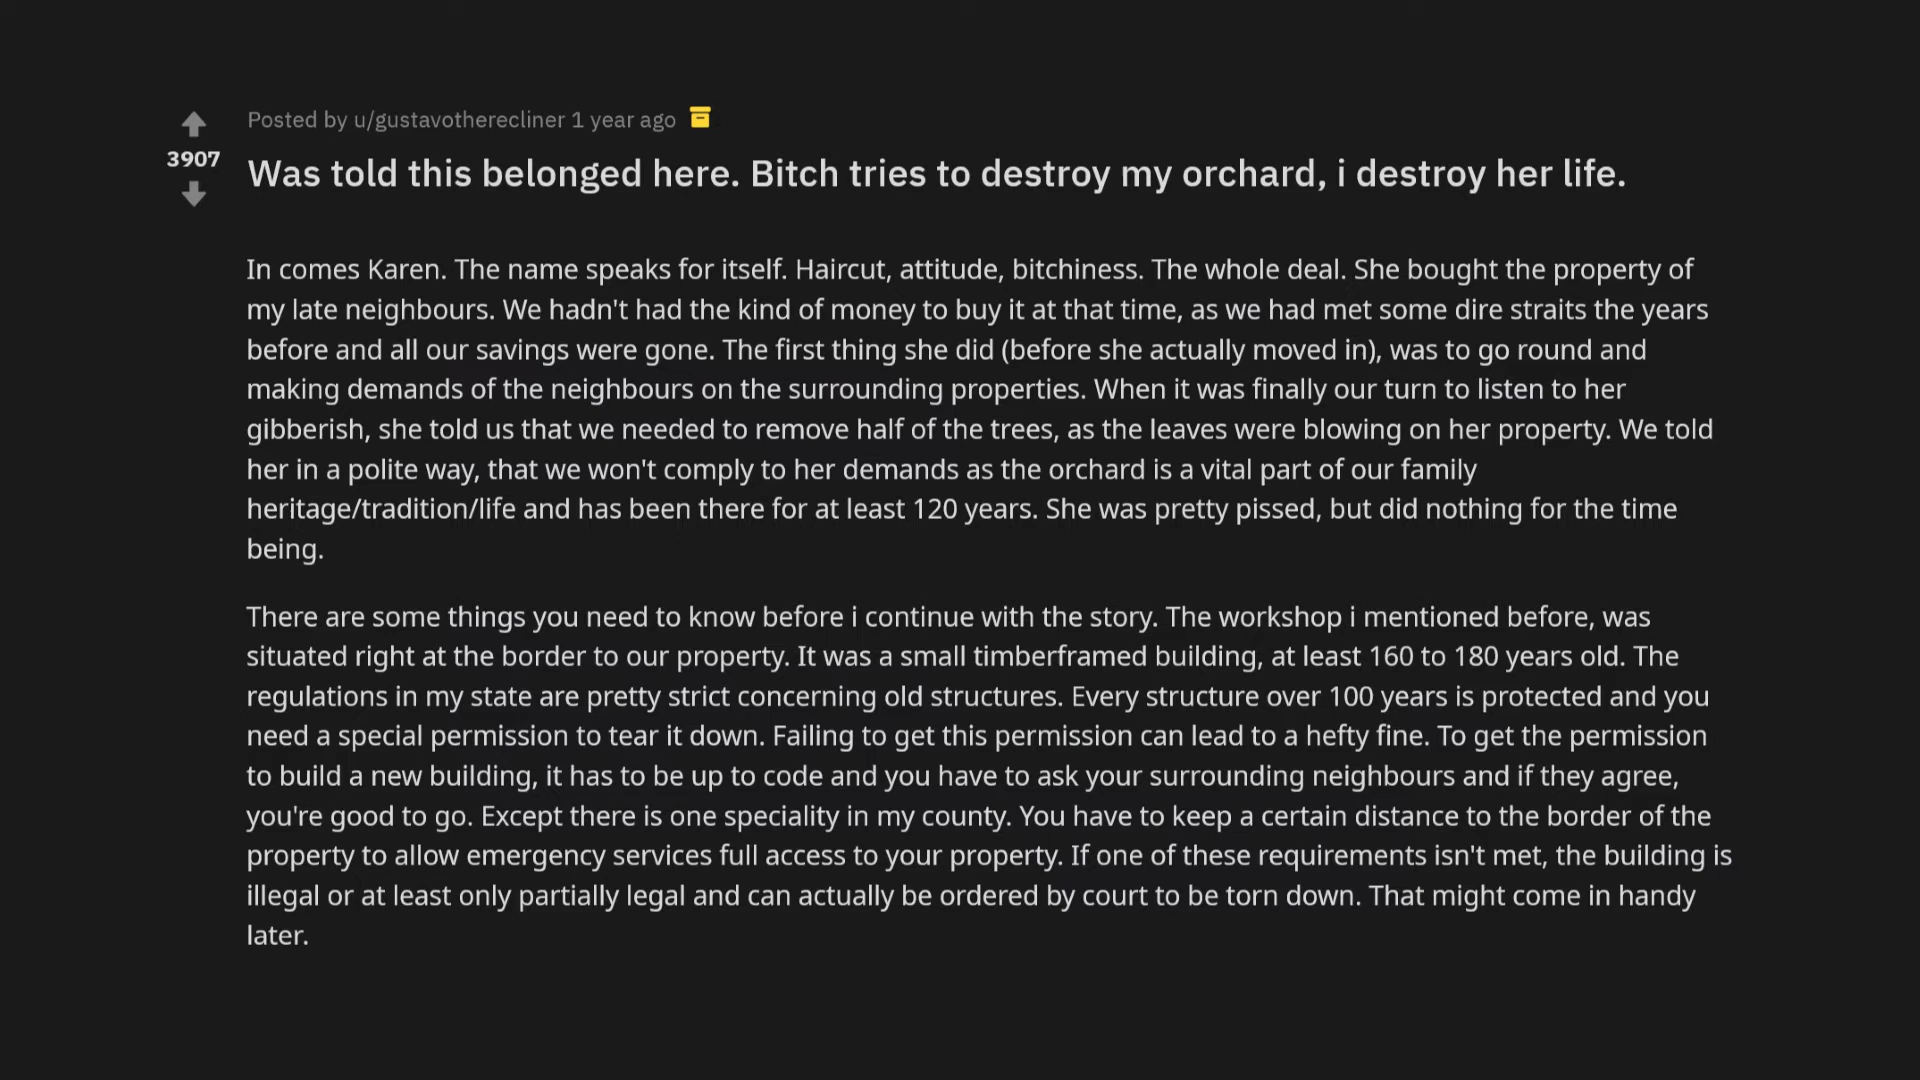 Posted by u/gustavotherecliner 1 year ago
3907
Was told this belonged here. Bitch tries to destroy my orchard, i destroy her life.
In comes Karen. The name speaks for itself. Haircut, attitude, bitchiness. The whole deal. She bought the property of
my late neighbours. We hadn't had the kind of money to buy it at that time, as we had met some dire straits the years
before and all our savings were gone. The first thing she did (before she actually moved in), was to go round and
making demands of the neighbours on the surrounding properties. When it was finally our turn to listen to her
gibberish, she told us that we needed to remove half of the trees, as the leaves were blowing on her property. We told
her in a polite way, that we won't comply to her demands as the orchard is a vital part of our family
heritage/tradition/life and has been there for at least 120 years. She was pretty pissed, but did nothing for the time
being.
There are some things you need to know before i continue with the story. The workshop i mentioned before, was
situated right at the border to our property. It was a small timberframed building, at least 160 to 180 years old. The
regulations in my state are pretty strict concerning old structures. Every structure over 100 years is protected and you
need a special permission to tear it down. Failing to get this permission can lead to a hefty fine. To get the permission
to build a new building, it has to be up to code and you have to ask your surrounding neighbours and if they agree,
you're good to go. Except there is one speciality in my county. You have to keep a certain distance to the border of the
property to allow emergency services full access to your property. If one of these requirements isn't met, the building is
illegal or at least only partially legal and can actually be ordered by court to be torn down. That might come in handy
later.